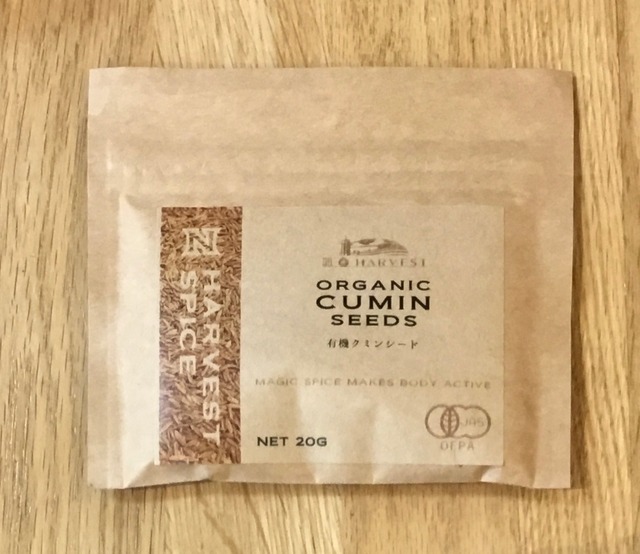 HARVEST
SPICE
HARVEST
ORGANIC
CUMIN
SEEDS
有機クミンシード
MAGIC SPICE MAKES BODY ACTIVE
NET 20G
JAS